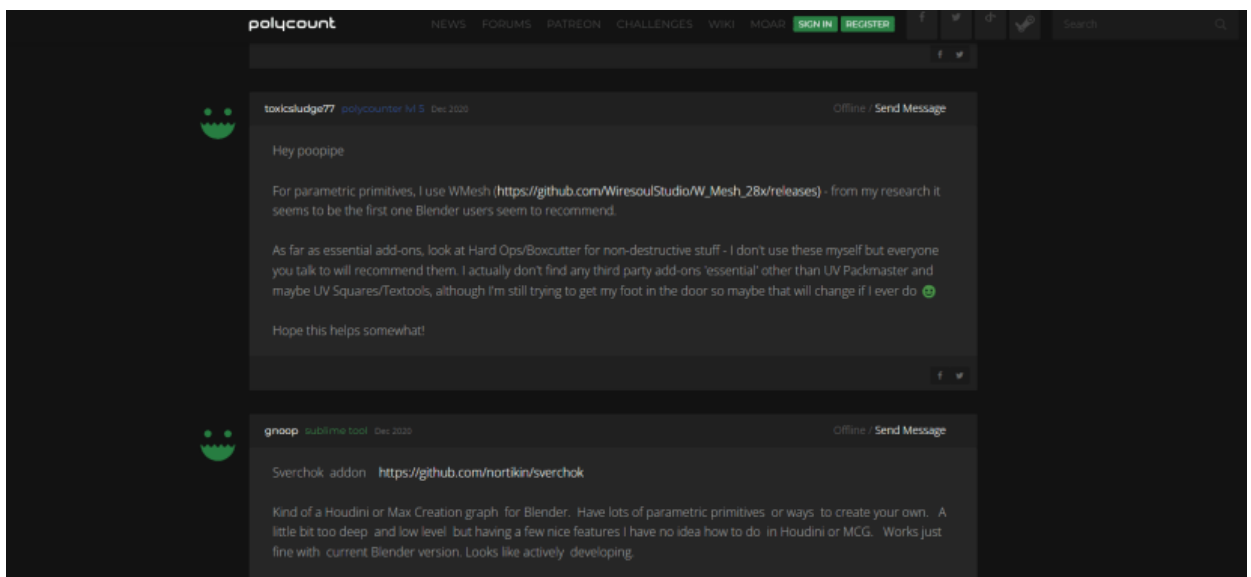 polycount NEWS FORUMS PATREON CHALLENGES WIKI MOAR SIGN IN REGISTER Search
toxicsludge77 polycounter lvl 5 Dec 2020 Offline / Send Message
Hey poopipe
For parametric primitives, I use WMesh (https://github.com/WiresoulStudio/W_Mesh_28x/releases) - from my research it
seems to be the first one Blender users seem to recommend.
As far as essential add-ons, look at Hard Ops/Boxcutter for non-destructive stuff - I don't use these myself but everyone
you talk to will recommend them. I actually don't find any third party add-ons 'essential' other than UV Packmaster and
maybe UV Squares/Textools, although I'm still trying to get my foot in the door so maybe that will change if I ever do
Hope this helps somewhat!
gnoop sublime tool Dec 2020 Offline / Send Message
Sverchok addon https://github.com/nortikin/sverchok
Kind of a Houdini or Max Creation graph for Blender. Have lots of parametric primitives or ways to create your own. A
little bit too deep and low level but having a few nice features I have no idea how to do in Houdini or MCG. Works just
fine with current Blender version. Looks like actively developing.